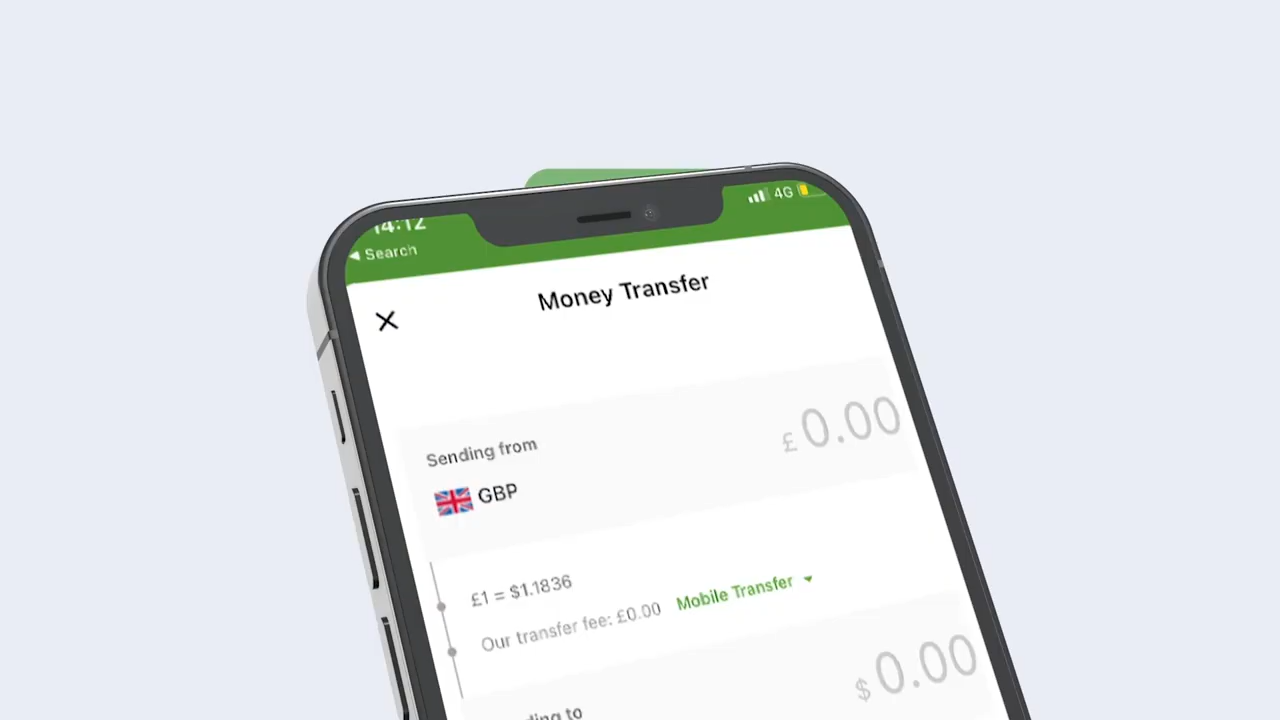 14:12
4G
◀ Search
Money Transfer
Sending from
£ 0.00
GBP
£1 = $1.1836
Our transfer fee: £0.00 Mobile Transfer
$ 0.00
to